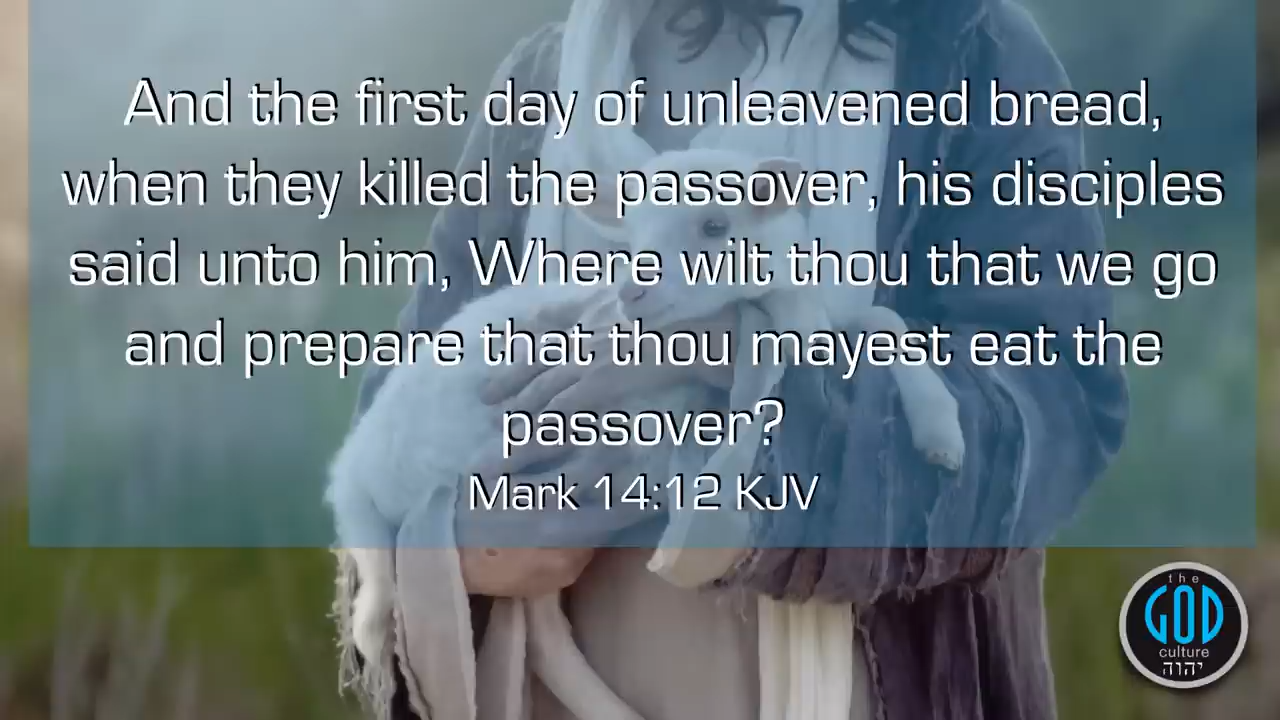 And the first day of unleavened bread,
when they killed the passover, his disciples
said unto him, Where wilt thou that we go
and prepare that thou mayest eat the
passover?
Mark 14:12 KJV
the
GOD
culture
יהוה